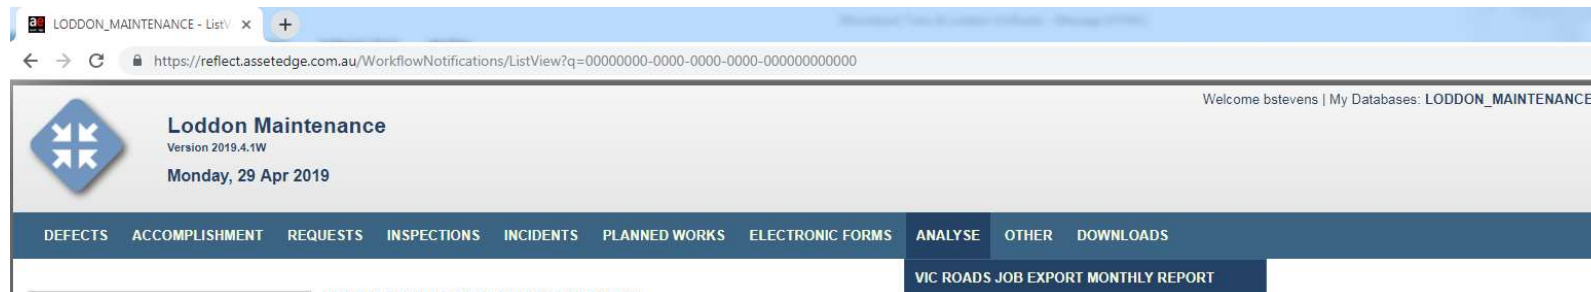 ae LODDON_MAINTENANCE - ListV × +
https://reflect.assetedge.com.au/WorkflowNotifications/ListView?q=00000000-0000-0000-0000-000000000000
Welcome bstevens | My Databases: LODDON_MAINTENANCE
Loddon Maintenance
Version 2019.4.1W
Monday, 29 Apr 2019
DEFECTS ACCOMPLISHMENT REQUESTS INSPECTIONS INCIDENTS PLANNED WORKS ELECTRONIC FORMS ANALYSE OTHER DOWNLOADS
VIC ROADS JOB EXPORT MONTHLY REPORT